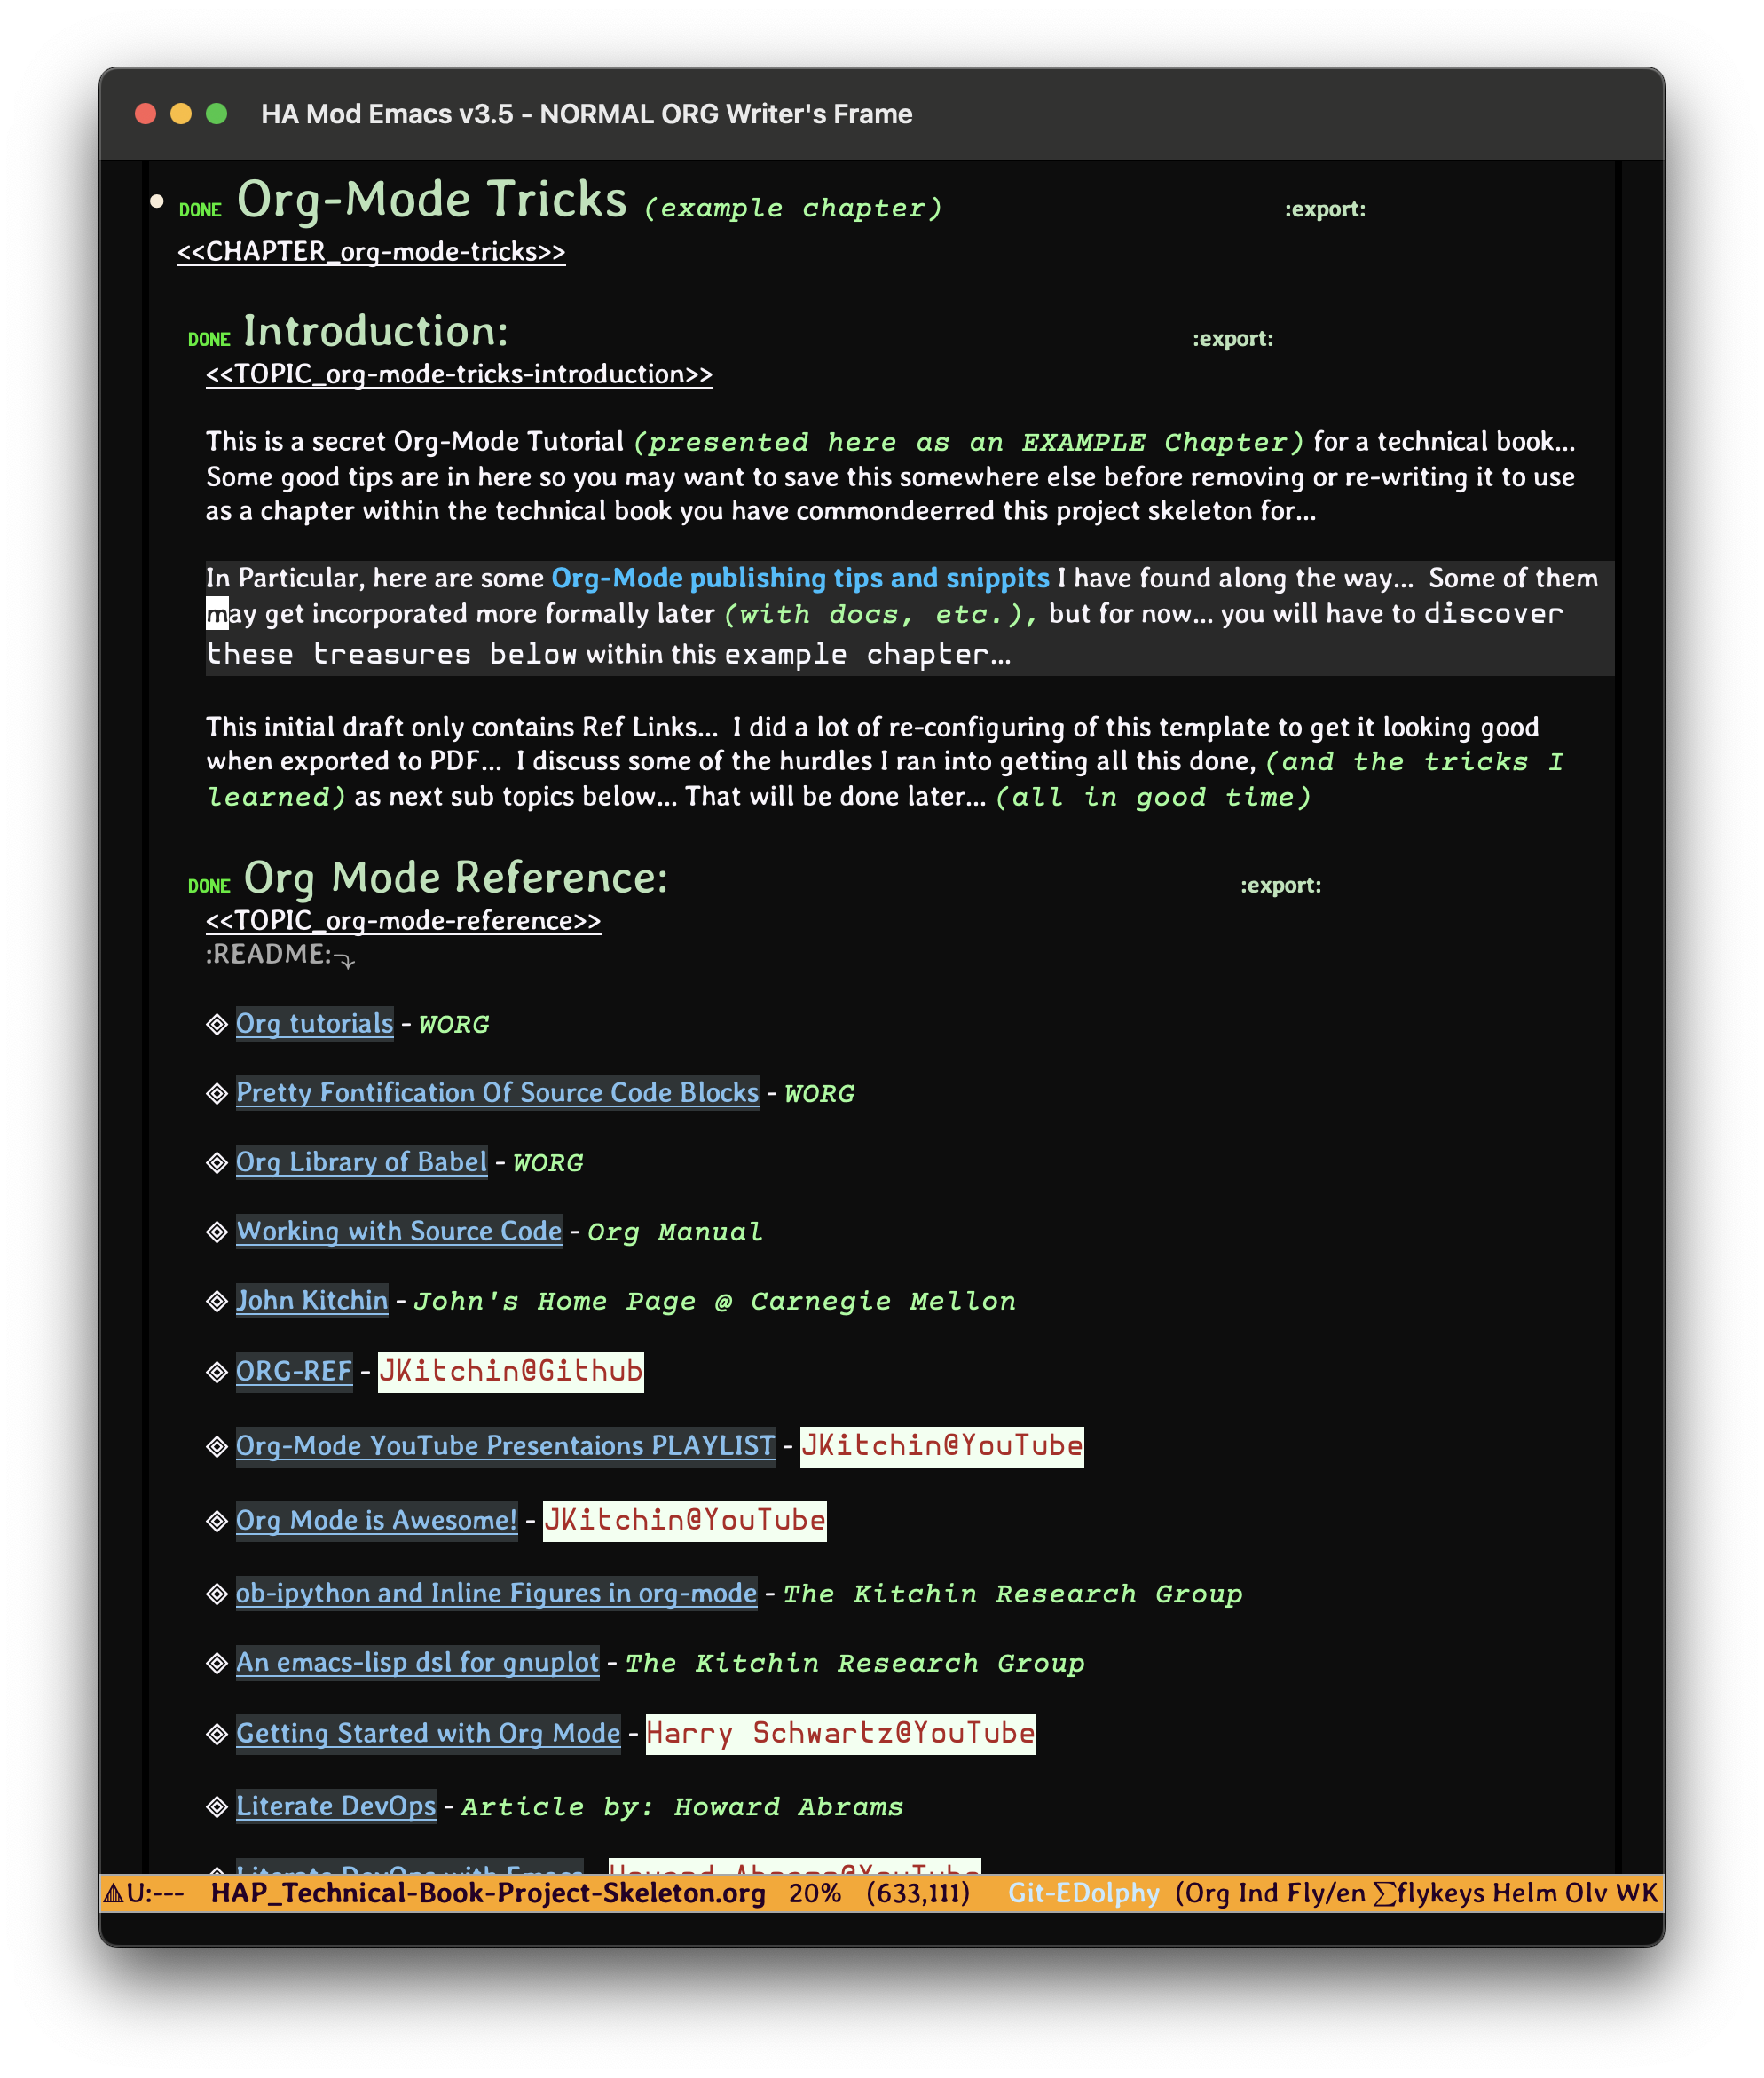 HA Mod Emacs v3.5 - NORMAL ORG Writer's Frame
DONE Org-Mode Tricks (example chapter) :export:
<<CHAPTER_org-mode-tricks>>
DONE Introduction: :export:
<<TOPIC_org-mode-tricks-introduction>>
This is a secret Org-Mode Tutorial (presented here as an EXAMPLE Chapter) for a technical book...
Some good tips are in here so you may want to save this somewhere else before removing or re-writing it to use
as a chapter within the technical book you have commondeerred this project skeleton for...
In Particular, here are some Org-Mode publishing tips and snippits I have found along the way... Some of them
may get incorporated more formally later (with docs, etc.), but for now... you will have to discover
these treasures below within this example chapter...
This initial draft only contains Ref Links... I did a lot of re-configuring of this template to get it looking good
when exported to PDF... I discuss some of the hurdles I ran into getting all this done, (and the tricks I
learned) as next sub topics below... That will be done later... (all in good time)
DONE Org Mode Reference: :export:
<<TOPIC_org-mode-reference>>
:README:⤵
Org tutorials - WORG
Pretty Fontification Of Source Code Blocks - WORG
Org Library of Babel - WORG
Working with Source Code - Org Manual
John Kitchin - John's Home Page @ Carnegie Mellon
ORG-REF - JKitchin@Github
Org-Mode YouTube Presentaions PLAYLIST - JKitchin@YouTube
Org Mode is Awesome! - JKitchin@YouTube
ob-ipython and Inline Figures in org-mode - The Kitchin Research Group
An emacs-lisp dsl for gnuplot - The Kitchin Research Group
Getting Started with Org Mode - Harry Schwartz@YouTube
Literate DevOps - Article by: Howard Abrams
Literate DevOps with Emacs - Howard Abrams@YouTube
U:--- HAP_Technical-Book-Project-Skeleton.org 20% (633,111) Git-EDolphy (Org Ind Fly/en ∑flykeys Helm Olv WK